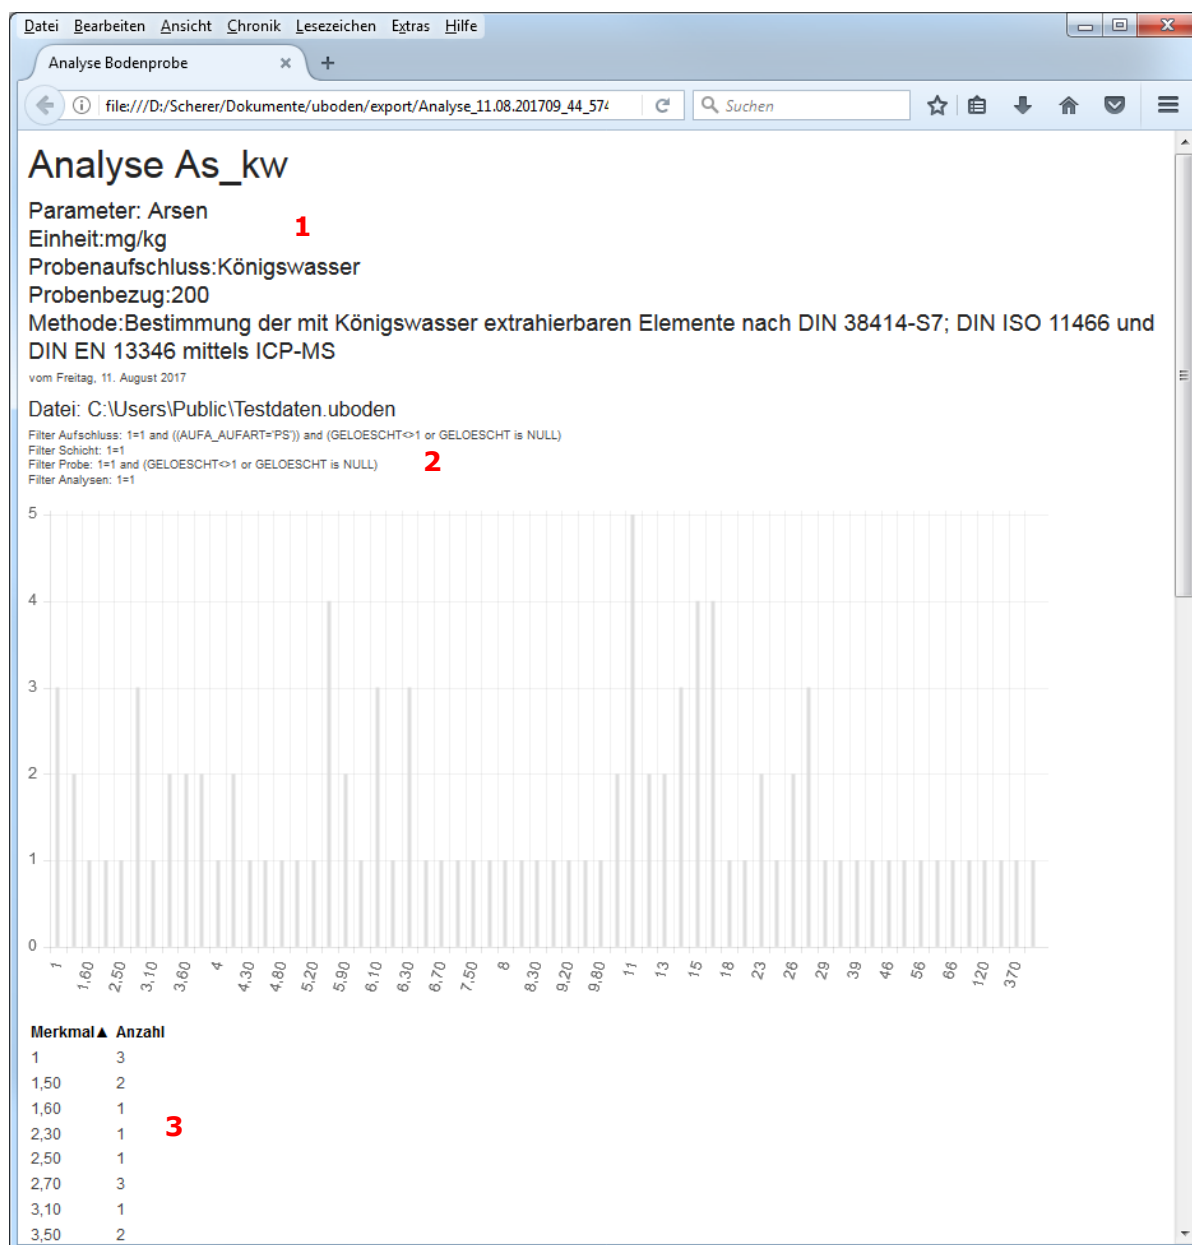 Datei Bearbeiten Ansicht Chronik Lesezeichen Extras Hilfe
Analyse Bodenprobe
file:///D:/Scherer/Dokumente/uboden/export/Analyse_11.08.201709_44_574
Suchen
Analyse As_kw
Parameter: Arsen
1
Einheit:mg/kg
Probenaufschluss:Königswasser
Probenbezug:200
Methode:Bestimmung der mit Königswasser extrahierbaren Elemente nach DIN 38414-S7; DIN ISO 11466 und
DIN EN 13346 mittels ICP-MS
vom Freitag, 11. August 2017
Datei: C:\Users\Public\Testdaten.uboden
Filter Aufschluss: 1=1 and ((AUFA_AUFART='PS')) and (GELOESCHT<>1 or GELOESCHT is NULL)
Filter Schicht: 1=1
Filter Probe: 1=1 and (GELOESCHT<>1 or GELOESCHT is NULL)
2
Filter Analysen: 1=1
5
4
3
2
1
0
1 1.60 2.50 3.10 3.60 4 4.30 4.80 5.20 5.90 6.10 6.30 6.70 7.50 8 8.30 9.20 9.80 11 13 15 18 23 26 29 39 46 56 66 120 370
Merkmal▲ Anzahl
1 3
1,50 2
1,60 1
3
2,30 1
2,50 1
2,70 3
3,10 1
3,50 2